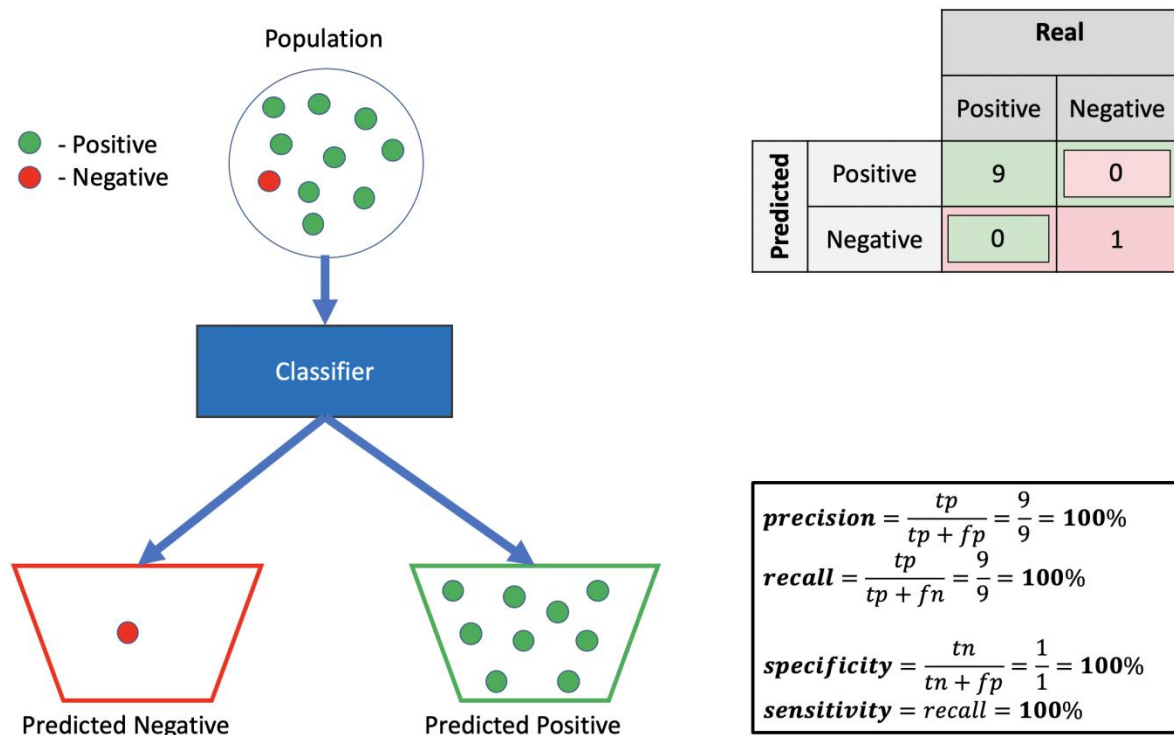 Population
- Positive
- Negative
Classifier
Predicted Negative
Predicted Positive
Real
Positive Negative
Predicted
Positive 9 0
Negative 0 1
precision = tp / (tp + fp) = 9 / 9 = 100%
recall = tp / (tp + fn) = 9 / 9 = 100%
specificity = tn / (tn + fp) = 1 / 1 = 100%
sensitivity = recall = 100%